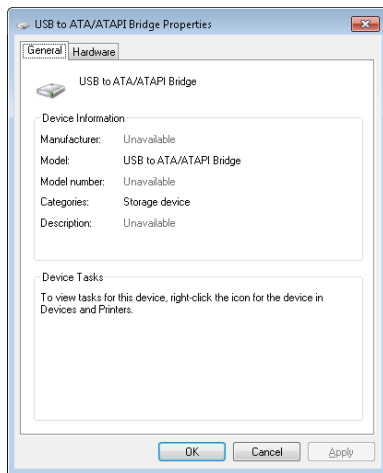 USB to ATA/ATAPI Bridge Properties
General Hardware
USB to ATA/ATAPI Bridge
Device Information
Manufacturer: Unavailable
Model: USB to ATA/ATAPI Bridge
Model number: Unavailable
Categories: Storage device
Description: Unavailable
Device Tasks
To view tasks for this device, right-click the icon for the device in
Devices and Printers.
OK Cancel Apply